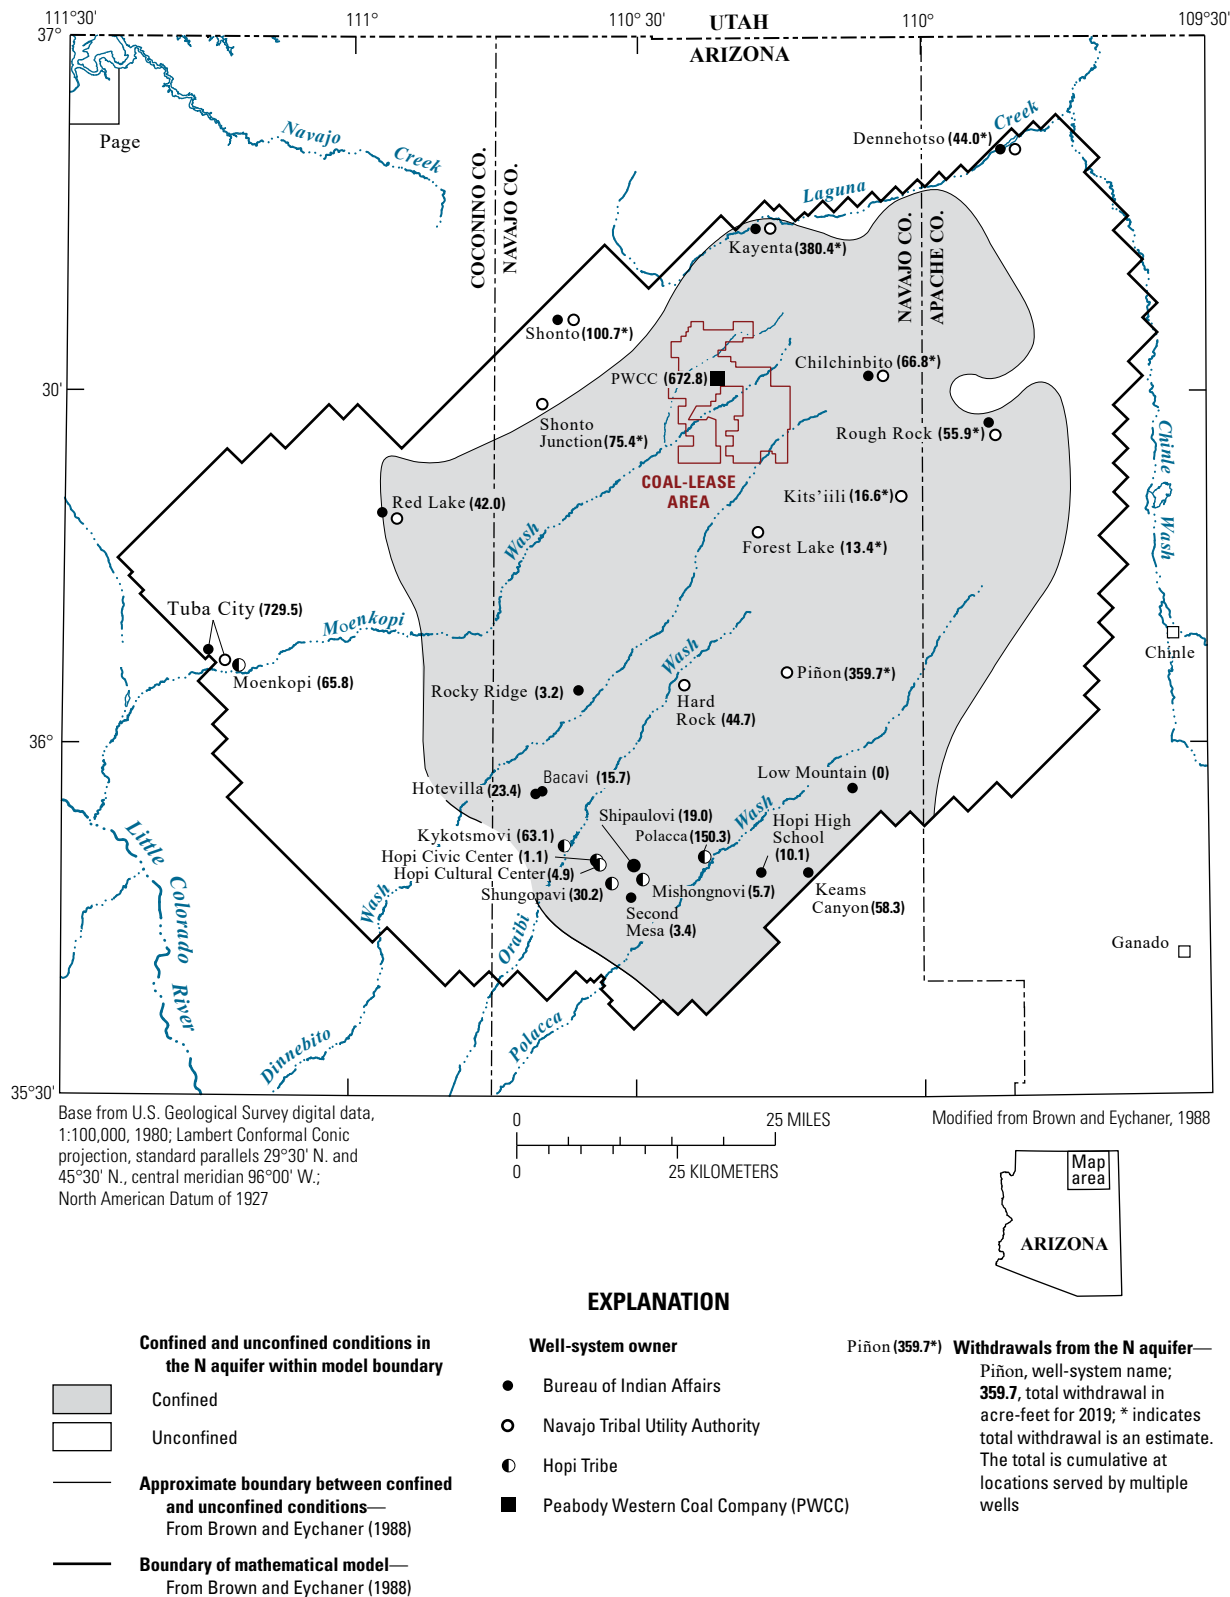 111°30'
111°
110°30'
110°
109°30'
37°
UTAH
ARIZONA
Page
Navajo
Creek
COCONINO CO.
NAVAJO CO.
Dennehotso (44.0*)
Creek
Laguna
Kayenta (380.4*)
NAVAJO CO.
APACHE CO.
Shonto (100.7*)
Chilchinbito
(66.8*)
PWCC (672.8)
30'
Shonto
Junction (75.4*)
Rough Rock (55.9*)
COAL-LEASE
AREA
Kits'iili (16.6*)
Chinle Wash
Red Lake (42.0)
Wash
Forest Lake (13.4*)
Tuba City (729.5)
Moenkopi
Chinle
Moenkopi (65.8)
Wash
Rocky Ridge (3.2)
Piñon (359.7*)
Hard
Rock (44.7)
36°
Low Mountain (0)
Bacavi (15.7)
Hotevilla (23.4)
Shipaulovi (19.0)
Wash
Hopi High
School
(10.1)
Kykotsmovi (63.1)
Polacca (150.3)
Hopi Civic Center (1.1)
Hopi Cultural Center (4.9)
Shungopavi (30.2)
Mishongnovi (5.7)
Keams
Canyon (58.3)
Second
Mesa (3.4)
Little Colorado River
Wash
Oraibi
Ganado
Dinnebito
Polacca
35°30'
Base from U.S. Geological Survey digital data,
1:100,000, 1980; Lambert Conformal Conic
projection, standard parallels 29°30' N. and
45°30' N., central meridian 96°00' W.;
North American Datum of 1927
0
25 MILES
0
25 KILOMETERS
Modified from Brown and Eychaner, 1988
Map
area
ARIZONA
EXPLANATION
Confined and unconfined conditions in
the N aquifer within model boundary
Confined
Unconfined
Approximate boundary between confined
and unconfined conditions—
From Brown and Eychaner (1988)
Boundary of mathematical model—
From Brown and Eychaner (1988)
Well-system owner
Bureau of Indian Affairs
Navajo Tribal Utility Authority
Hopi Tribe
Peabody Western Coal Company (PWCC)
Piñon (359.7*) Withdrawals from the N aquifer—
Piñon, well-system name;
359.7, total withdrawal in
acre-feet for 2019; * indicates
total withdrawal is an estimate.
The total is cumulative at
locations served by multiple
wells